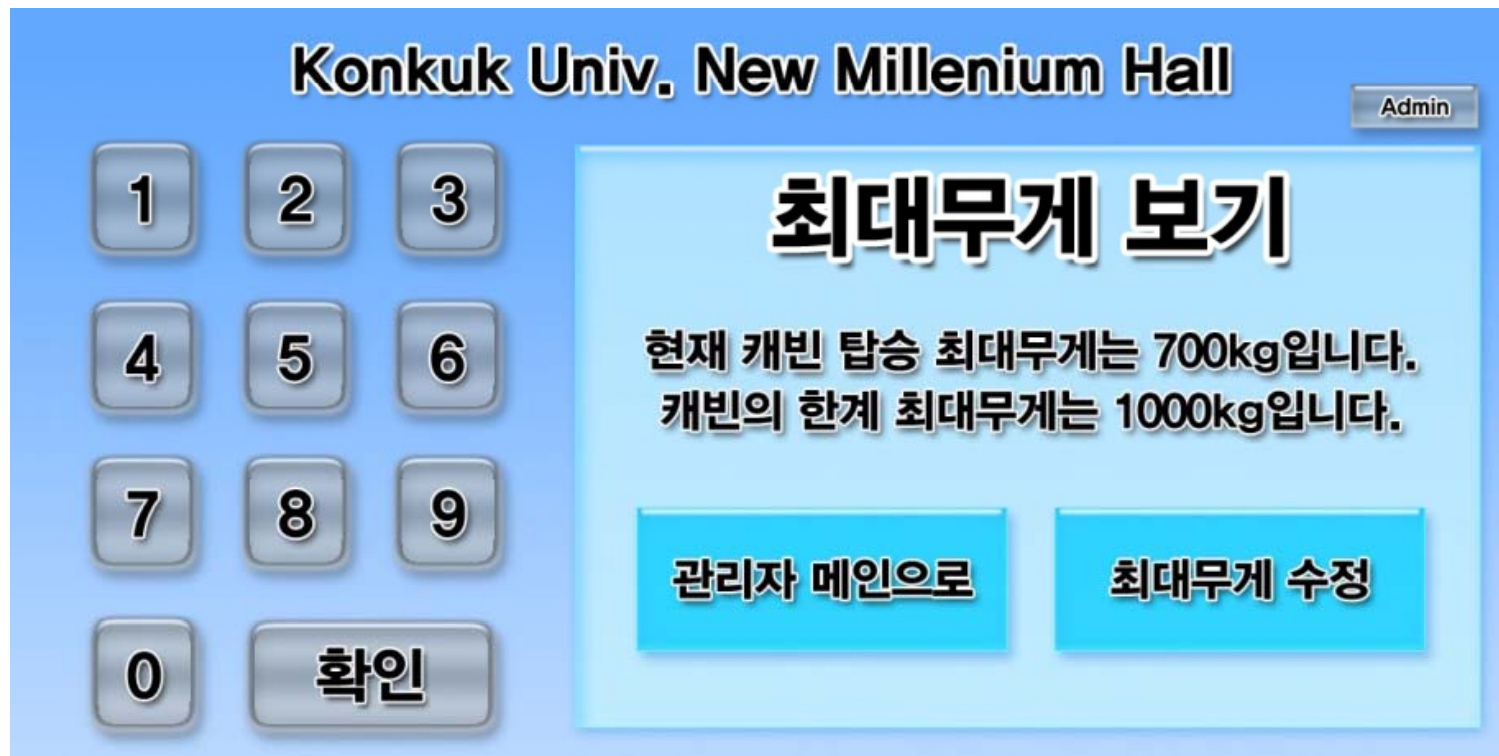 Konkuk Univ. New Millenium Hall
Admin
1 2 3
4 5 6
7 8 9
0 확인
최대무게 보기
현재 캐빈 탑승 최대무게는 700kg입니다.
캐빈의 한계 최대무게는 1000kg입니다.
관리자 메인으로
최대무게 수정